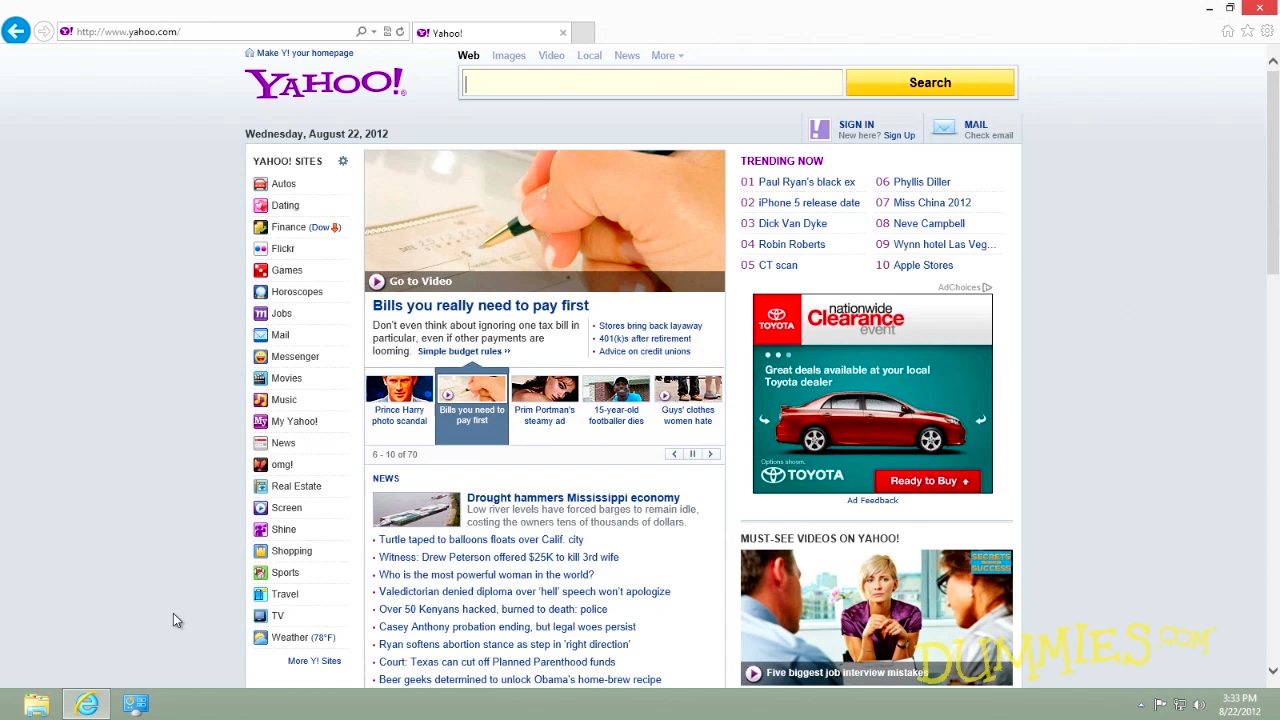 http://www.yahoo.com/
Yahoo!
Make Y! your homepage
YAHOO!
Web Images Video Local News More
Search
Wednesday, August 22, 2012
SIGN IN
New here? Sign Up
MAIL
Check email
YAHOO! SITES
Autos
Dating
Finance (Dow )
Flickr
Games
Horoscopes
Jobs
Mail
Messenger
Movies
Music
My Yahoo!
News
omg!
Real Estate
Screen
Shine
Shopping
Sports
Travel
TV
Weather (78°F)
More Y! Sites
Go to Video
Bills you really need to pay first
Don't even think about ignoring one tax bill in
particular, even if other payments are
looming. Simple budget rules ››
• Stores bring back layaway
• 401(k)s after retirement
• Advice on credit unions
Prince Harry
photo scandal
Bills you need to
pay first
Prim Portman's
steamy ad
15-year-old
footballer dies
Guys' clothes
women hate
6 - 10 of 70
NEWS
Drought hammers Mississippi economy
Low river levels have forced barges to remain idle,
costing the owners tens of thousands of dollars.
• Turtle taped to balloons floats over Calif. city
• Witness: Drew Peterson offered $25K to kill 3rd wife
• Who is the most powerful woman in the world?
• Valedictorian denied diploma over 'hell' speech won't apologize
• Over 50 Kenyans hacked, burned to death: police
• Casey Anthony probation ending, but legal woes persist
• Ryan softens abortion stance as step in 'right direction'
• Court: Texas can cut off Planned Parenthood funds
• Beer geeks determined to unlock Obama's home-brew recipe
TRENDING NOW
01 Paul Ryan's black ex
02 iPhone 5 release date
03 Dick Van Dyke
04 Robin Roberts
05 CT scan
06 Phyllis Diller
07 Miss China 2012
08 Neve Campbell
09 Wynn hotel Las Veg...
10 Apple Stores
AdChoices
TOYOTA
nationwide
Clearance
event
Great deals available at your local
Toyota dealer
Options shown.
TOYOTA
Ready to Buy
Ad Feedback
MUST-SEE VIDEOS ON YAHOO!
SECRETS
SUCCESS
Five biggest job interview mistakes
DUMMIES.COM
3:33 PM
8/22/2012